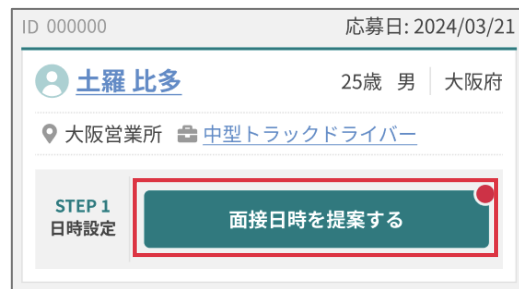 ID 000000 応募日: 2024/03/21
土羅 比多 25歳 男 大阪府
大阪営業所 中型トラックドライバー
STEP 1
日時設定
面接日時を提案する